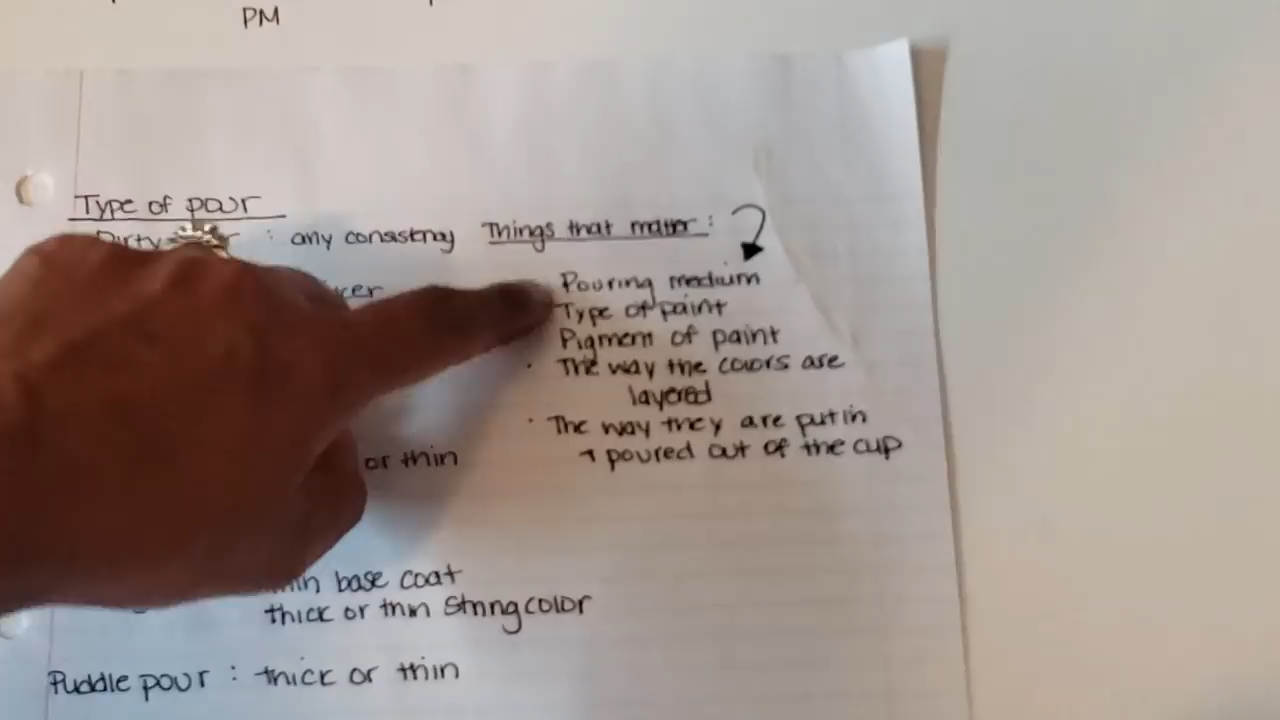 PM
Type of pour
Dirty : any consistency Things that matter :
Pouring medium
Type of paint
Pigment of paint
· The way the colors are
layered
· The way they are put in
or thin
poured out of the cup
base coat
thick or thin String color
Puddle pour : thick or thin